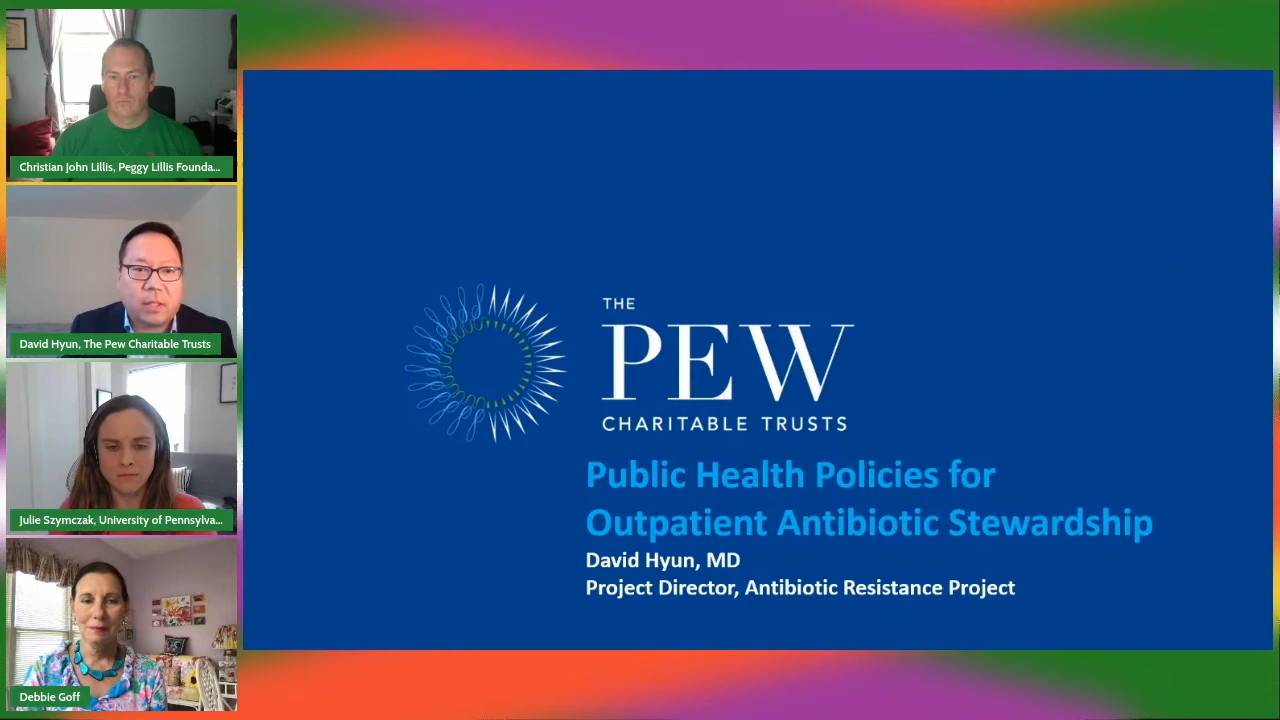 Christian John Lillis, Peggy Lillis Founda...
David Hyun, The Pew Charitable Trusts
Julie Szymczak, University of Pennsylva...
Debbie Goff
THE
PEW
CHARITABLE TRUSTS
Public Health Policies for
Outpatient Antibiotic Stewardship
David Hyun, MD
Project Director, Antibiotic Resistance Project